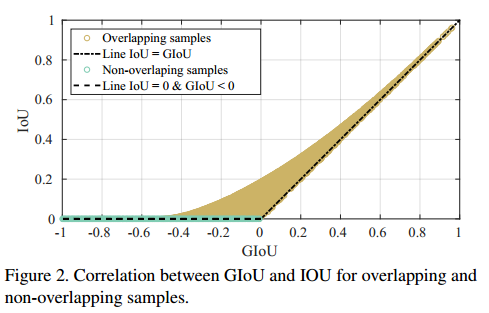 Overlapping samples
Line IoU = GIoU
Non-overlaping samples
Line IoU = 0 & GIoU < 0
1
0.8
0.6
0.4
0.2
0
IoU
-1 -0.8 -0.6 -0.4 -0.2 0 0.2 0.4 0.6 0.8 1
GIoU
Figure 2. Correlation between GIoU and IOU for overlapping and
non-overlapping samples.